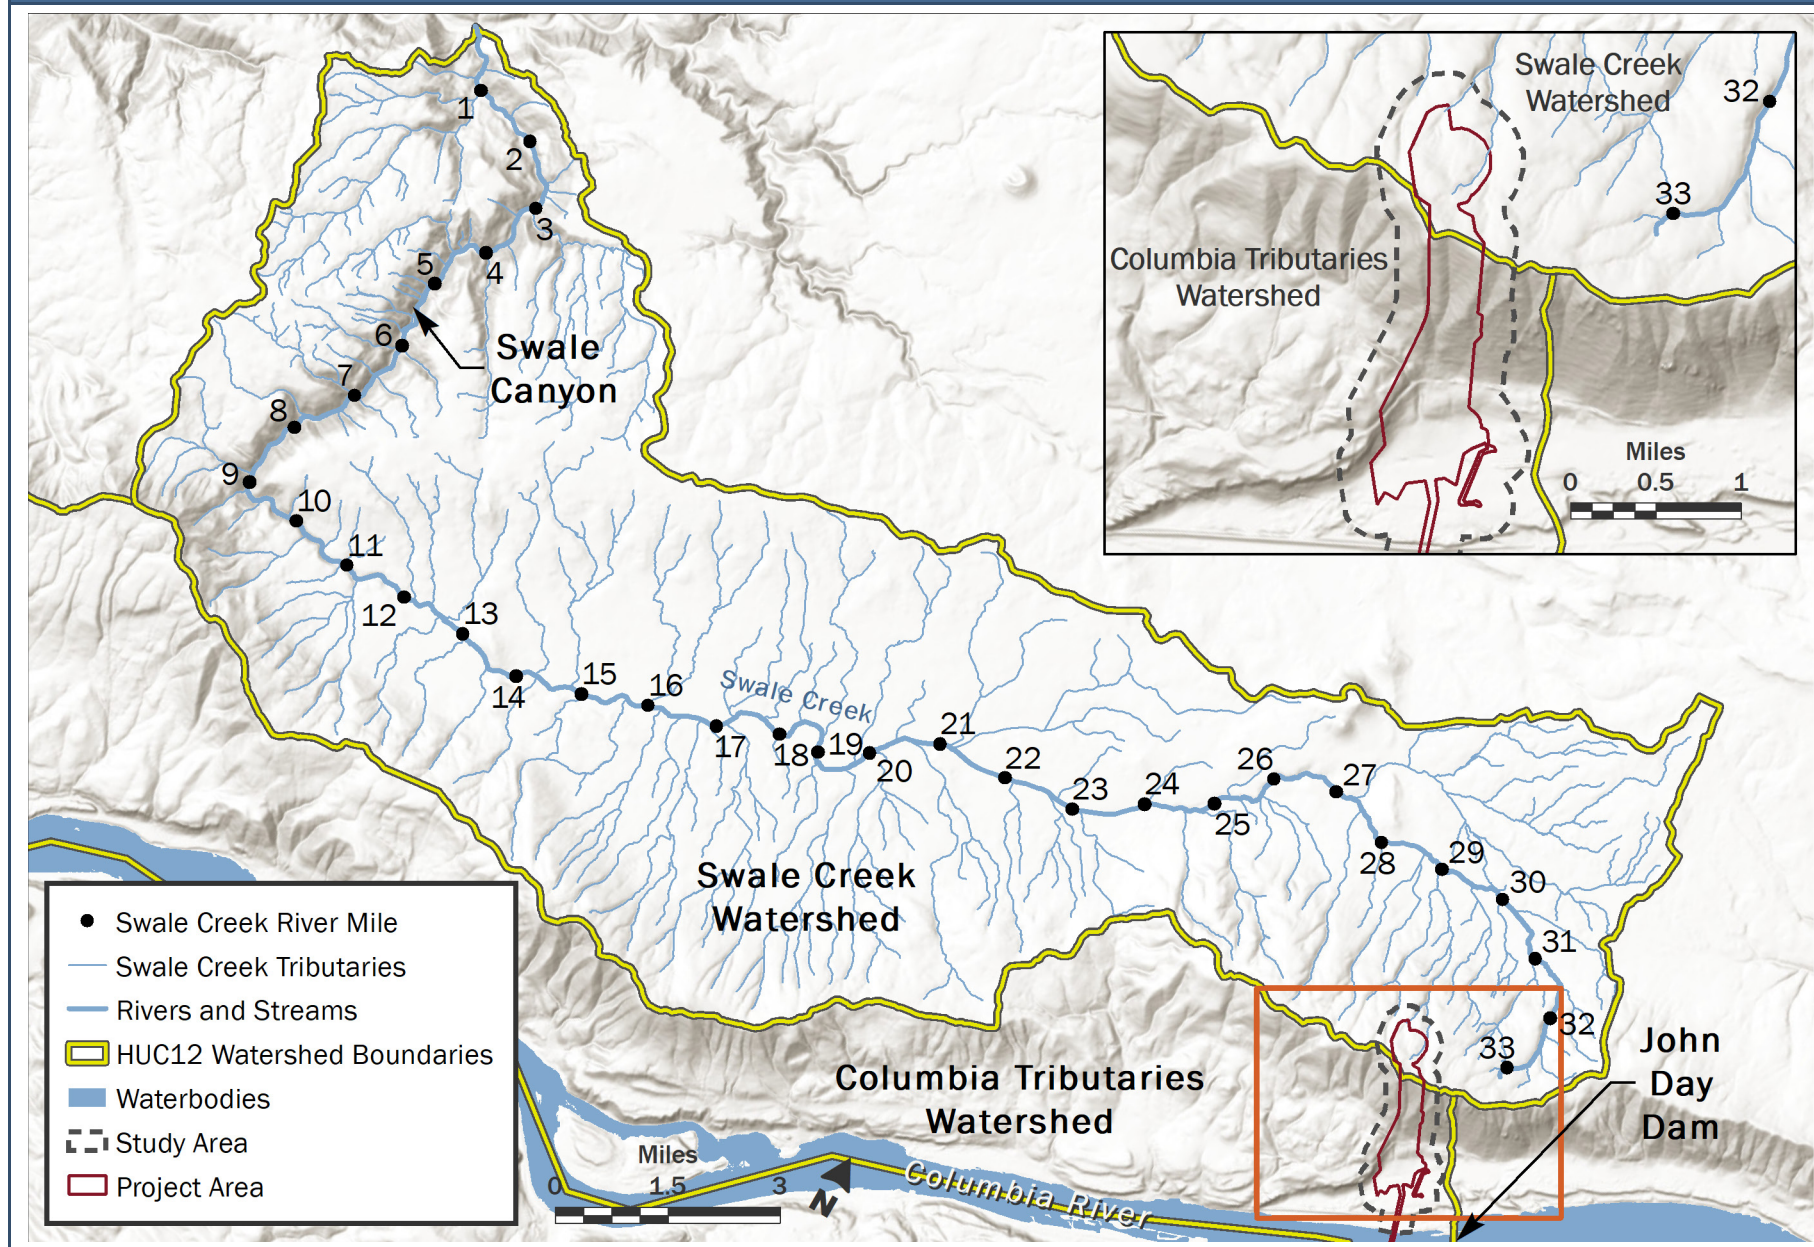 1
2
3
4
5
6
7
8
9
10
11
12
13
14
15
16
17
18
19
20
21
22
23
24
25
26
27
28
29
30
31
32
33
Swale
Canyon
Swale Creek
Swale Creek
Watershed
Columbia Tributaries
Watershed
John
Day
Dam
Columbia River
Miles
0 1.5 3
N
Swale Creek
Watershed
32
33
Columbia Tributaries
Watershed
Miles
0 0.5 1
Swale Creek River Mile
Swale Creek Tributaries
Rivers and Streams
HUC12 Watershed Boundaries
Waterbodies
Study Area
Project Area